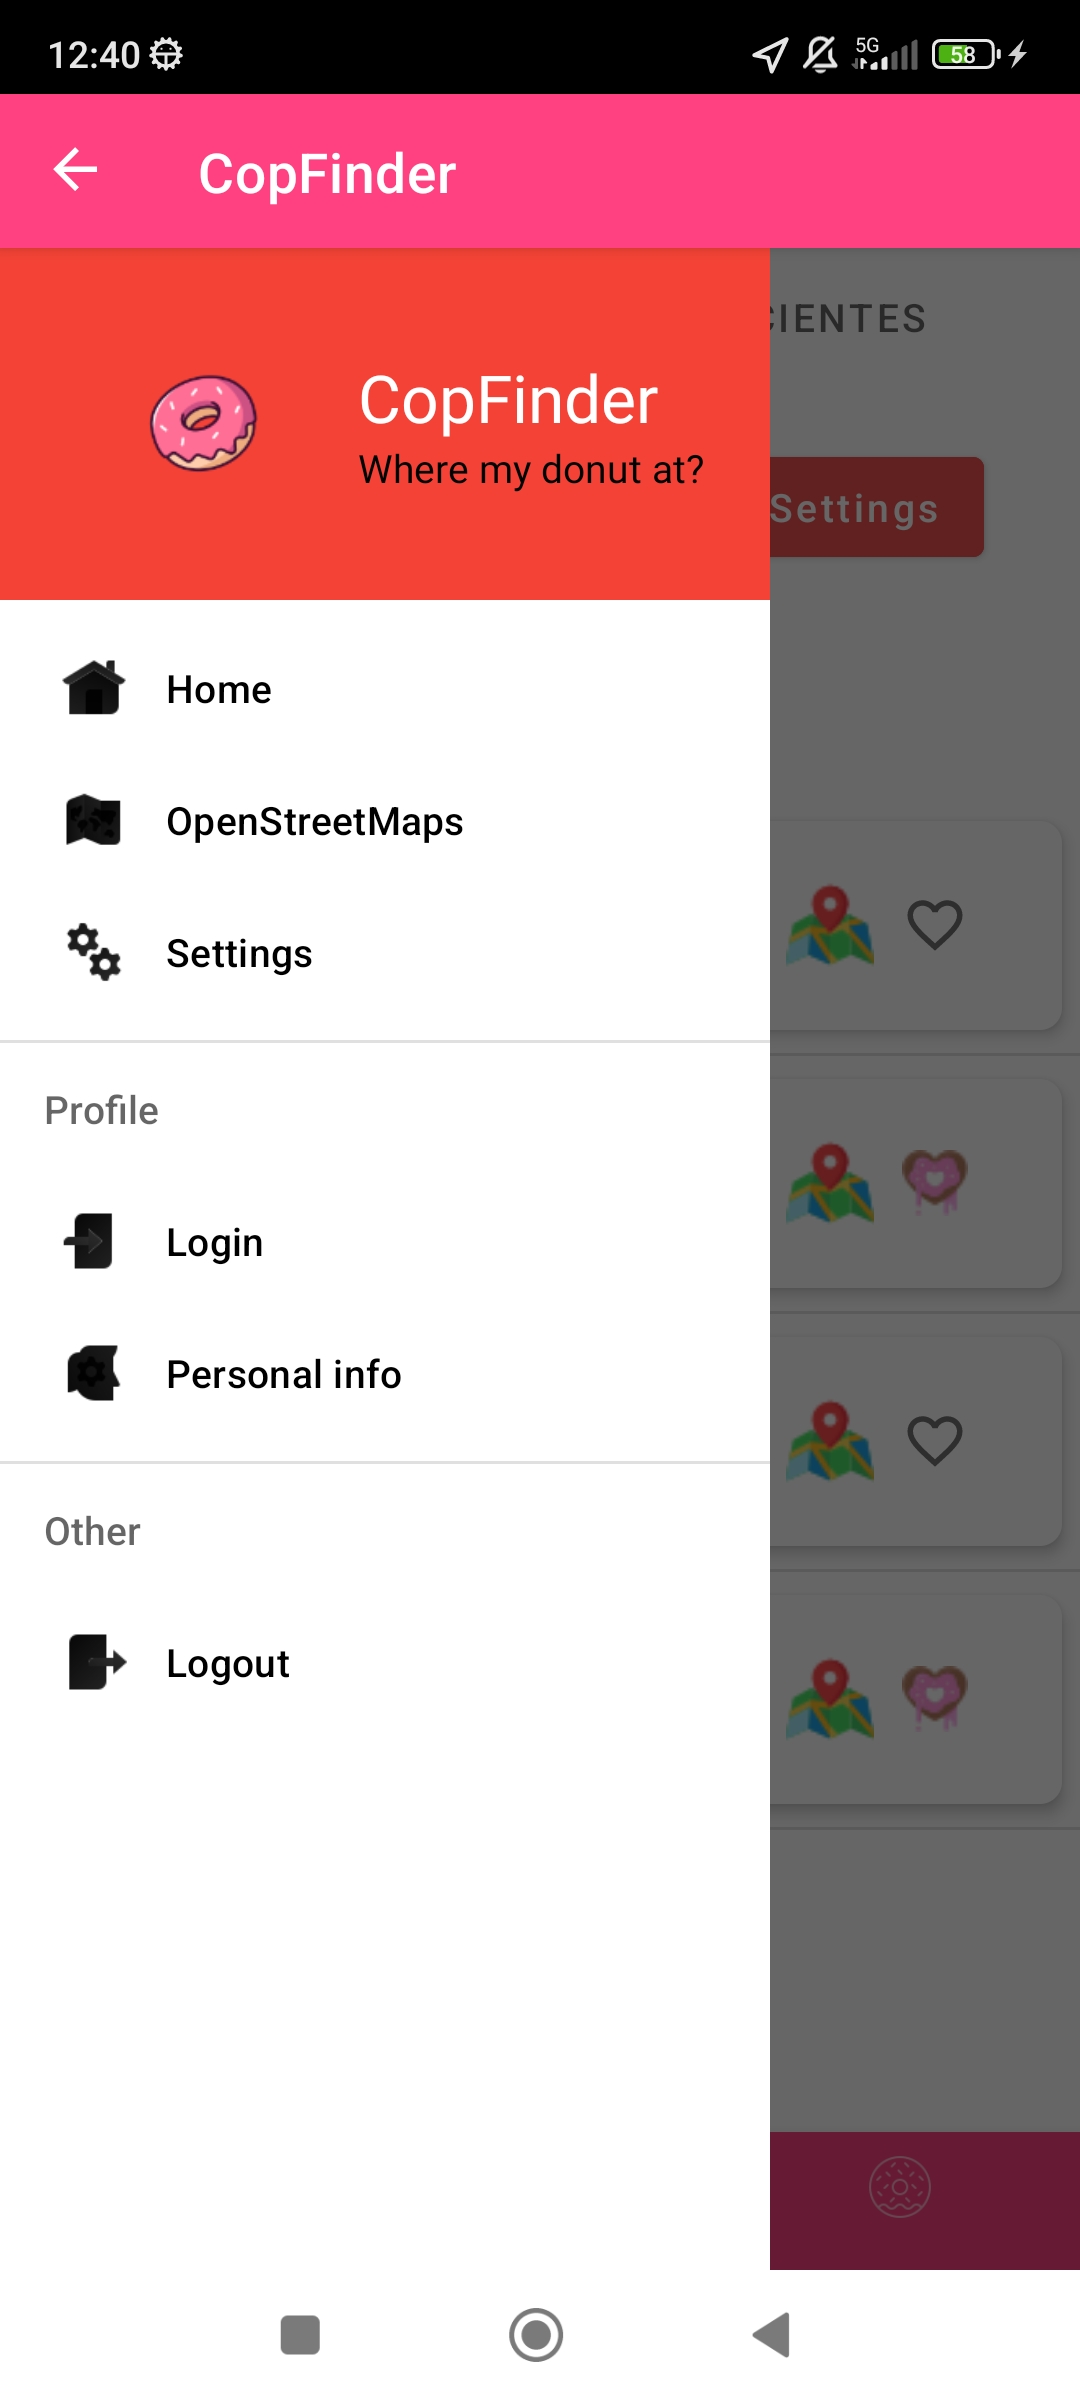 12:40
5G
58
CopFinder
CopFinder
Where my donut at?
CIENTES
Settings
Home
OpenStreetMaps
Settings
Profile
Login
Personal info
Other
Logout